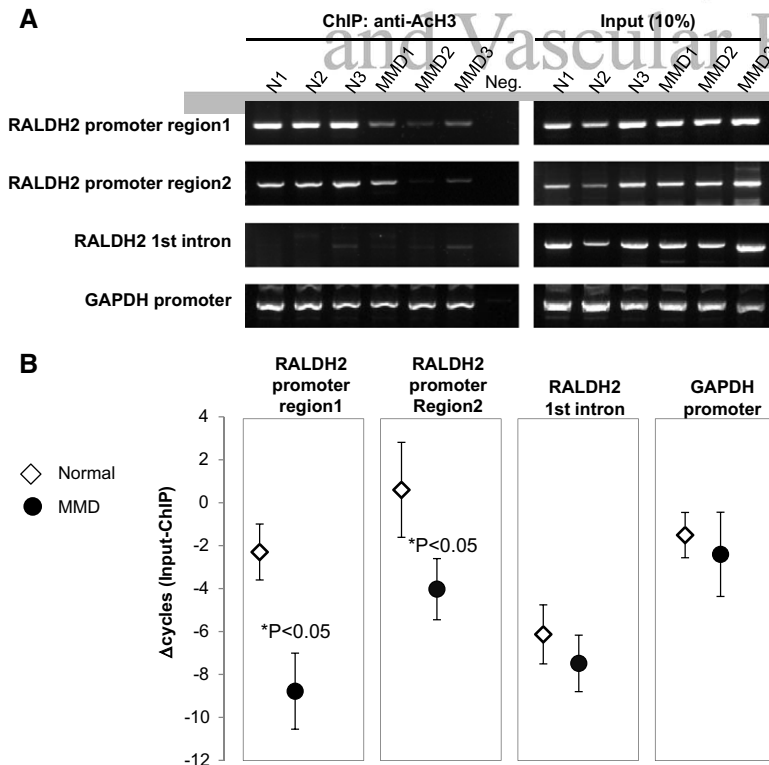 A
ChIP: anti-AcH3
Input (10%)
and Vascular
N1 N2 N3 MMD1 MMD2 MMD3 Neg.
N1 N2 N3 MMD1 MMD2 MMD3
RALDH2 promoter region1
RALDH2 promoter region2
RALDH2 1st intron
GAPDH promoter
B
RALDH2
promoter
region1
RALDH2
promoter
Region2
RALDH2
1st intron
GAPDH
promoter
Normal
MMD
Δcycles (Input-ChIP)
4
2
0
-2
-4
-6
-8
-10
-12
*P<0.05
*P<0.05